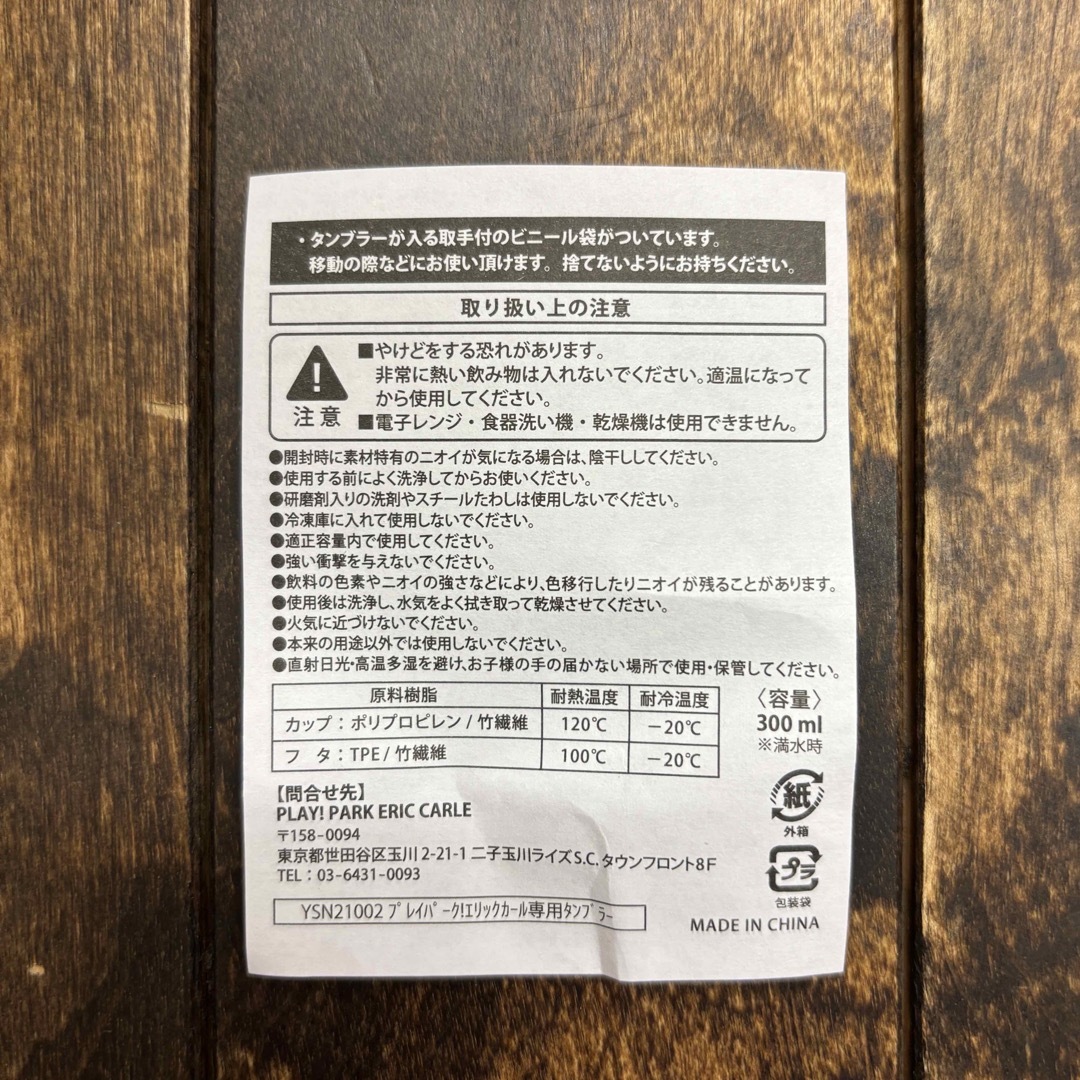 ・タンブラーが入る取手付のビニール袋がついています。
移動の際などにお使い頂けます。捨てないようにお持ちください。
取り扱い上の注意
■やけどをする恐れがあります。
非常に熱い飲み物は入れないでください。適温になって
から使用してください。
注意
■電子レンジ・食器洗い機・乾燥機は使用できません。
●開封時に素材特有のニオイが気になる場合は、陰干ししてください。
●使用する前によく洗浄してからお使いください。
●研磨剤入りの洗剤やスチールたわしは使用しないでください。
●冷凍庫に入れて使用しないでください。
●適正容量内で使用してください。
●強い衝撃を与えないでください。
●飲料の色素やニオイの強さなどにより、色移行したりニオイが残ることがあります。
●使用後は洗浄し、水気をよく拭き取って乾燥させてください。
●火気に近づけないでください。
●本来の用途以外では使用しないでください。
●直射日光・高温多湿を避け、お子様の手の届かない場所で使用・保管してください。
原料樹脂 耐熱温度 耐冷温度
カップ：ポリプロピレン / 竹繊維 120℃ －20℃
フ タ：TPE / 竹繊維 100℃ －20℃
〈容量〉
300 ml
※満水時
【問合せ先】
PLAY! PARK ERIC CARLE
〒158-0094
東京都世田谷区玉川 2-21-1 二子玉川ライズ S.C. タウンフロント 8F
TEL：03-6431-0093
YSN21002 ﾌﾟﾚｲﾊﾟｰｸ!ｴﾘｯｸｶｰﾙ専用ﾀﾝﾌﾞﾗｰ
紙
外箱
プラ
包装袋
MADE IN CHINA